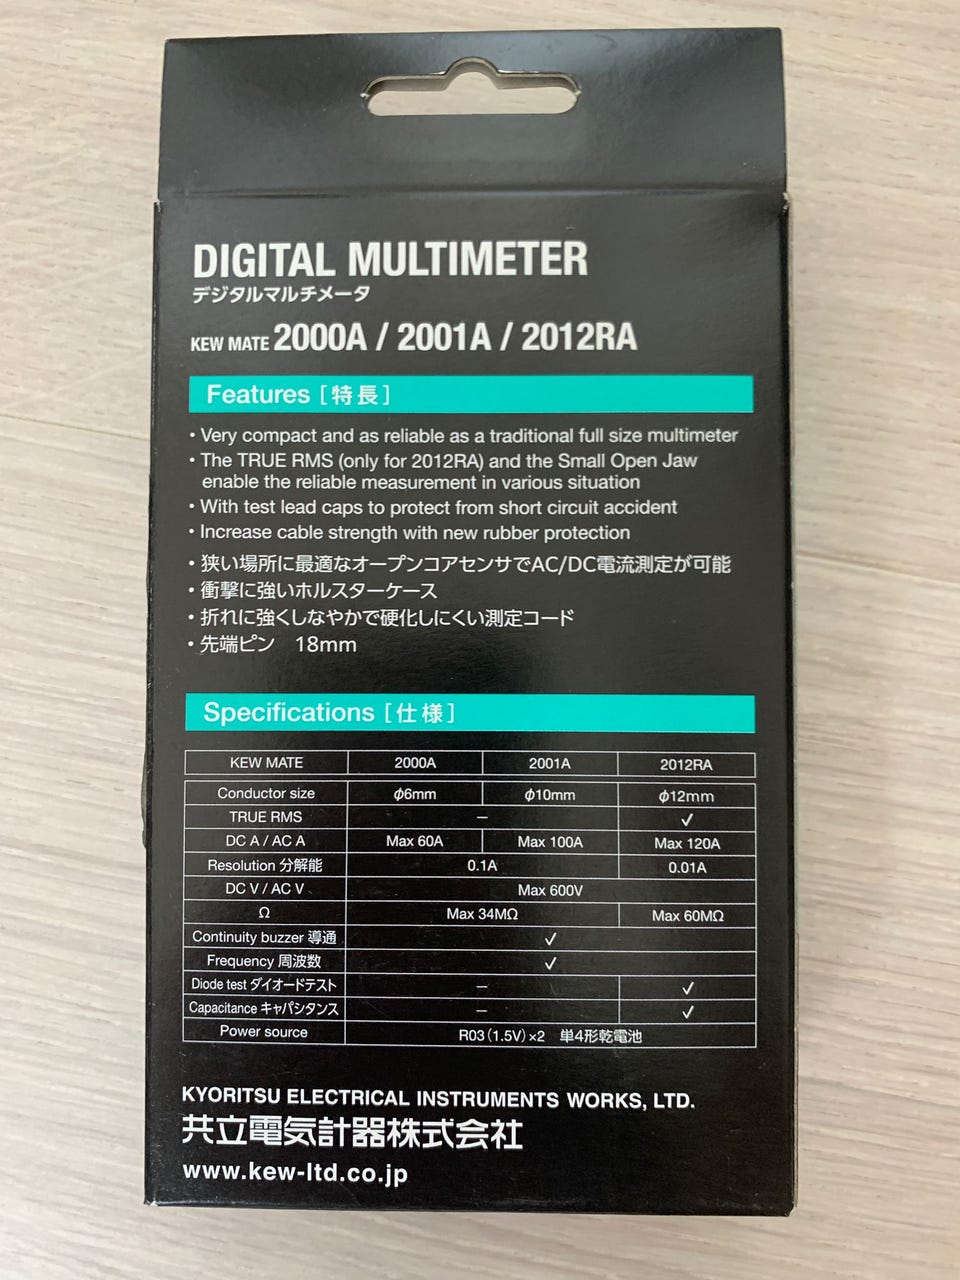 DIGITAL MULTIMETER
デジタルマルチメータ
KEW MATE 2000A / 2001A / 2012RA
Features [特長]
・Very compact and as reliable as a traditional full size multimeter
・The TRUE RMS (only for 2012RA) and the Small Open Jaw
enable the reliable measurement in various situation
・With test lead caps to protect from short circuit accident
・Increase cable strength with new rubber protection
・狭い場所に最適なオープンコアセンサでAC/DC電流測定が可能
・衝撃に強いホルスターケース
・折れに強くしなやかで硬化しにくい測定コード
・先端ピン 18mm
Specifications [仕様]
KEW MATE 2000A 2001A 2012RA
Conductor size φ6mm φ10mm φ12mm
TRUE RMS － ✓
DC A / AC A Max 60A Max 100A Max 120A
Resolution 分解能 0.1A 0.01A
DC V / AC V Max 600V
Ω Max 34MΩ Max 60MΩ
Continuity buzzer 導通 ✓
Frequency 周波数 ✓
Diode test ダイオードテスト － ✓
Capacitance キャパシタンス － ✓
Power source R03 (1.5V) ×2 単4形乾電池
KYORITSU ELECTRICAL INSTRUMENTS WORKS, LTD.
共立電気計器株式会社
www.kew-ltd.co.jp